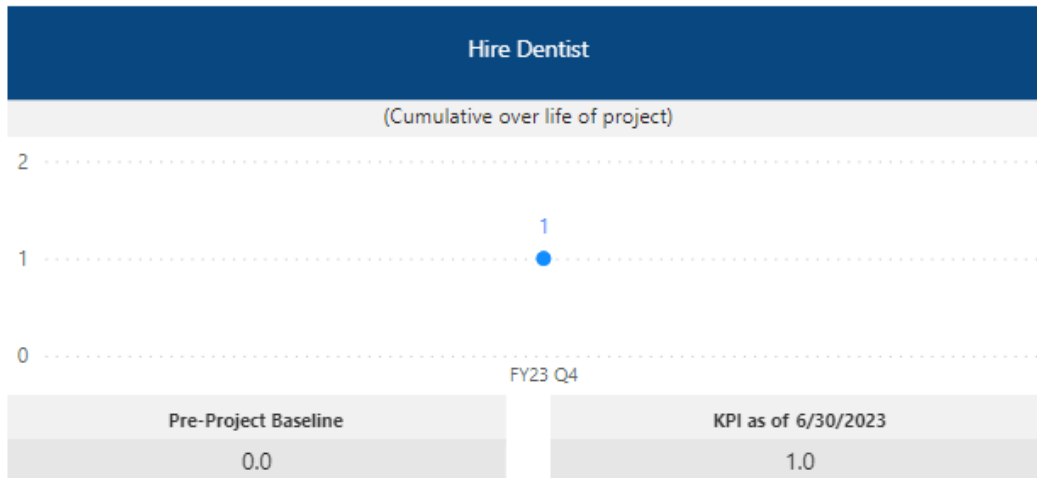 Hire Dentist
(Cumulative over life of project)
2
1
1
0
FY23 Q4
Pre-Project Baseline
KPI as of 6/30/2023
0.0
1.0